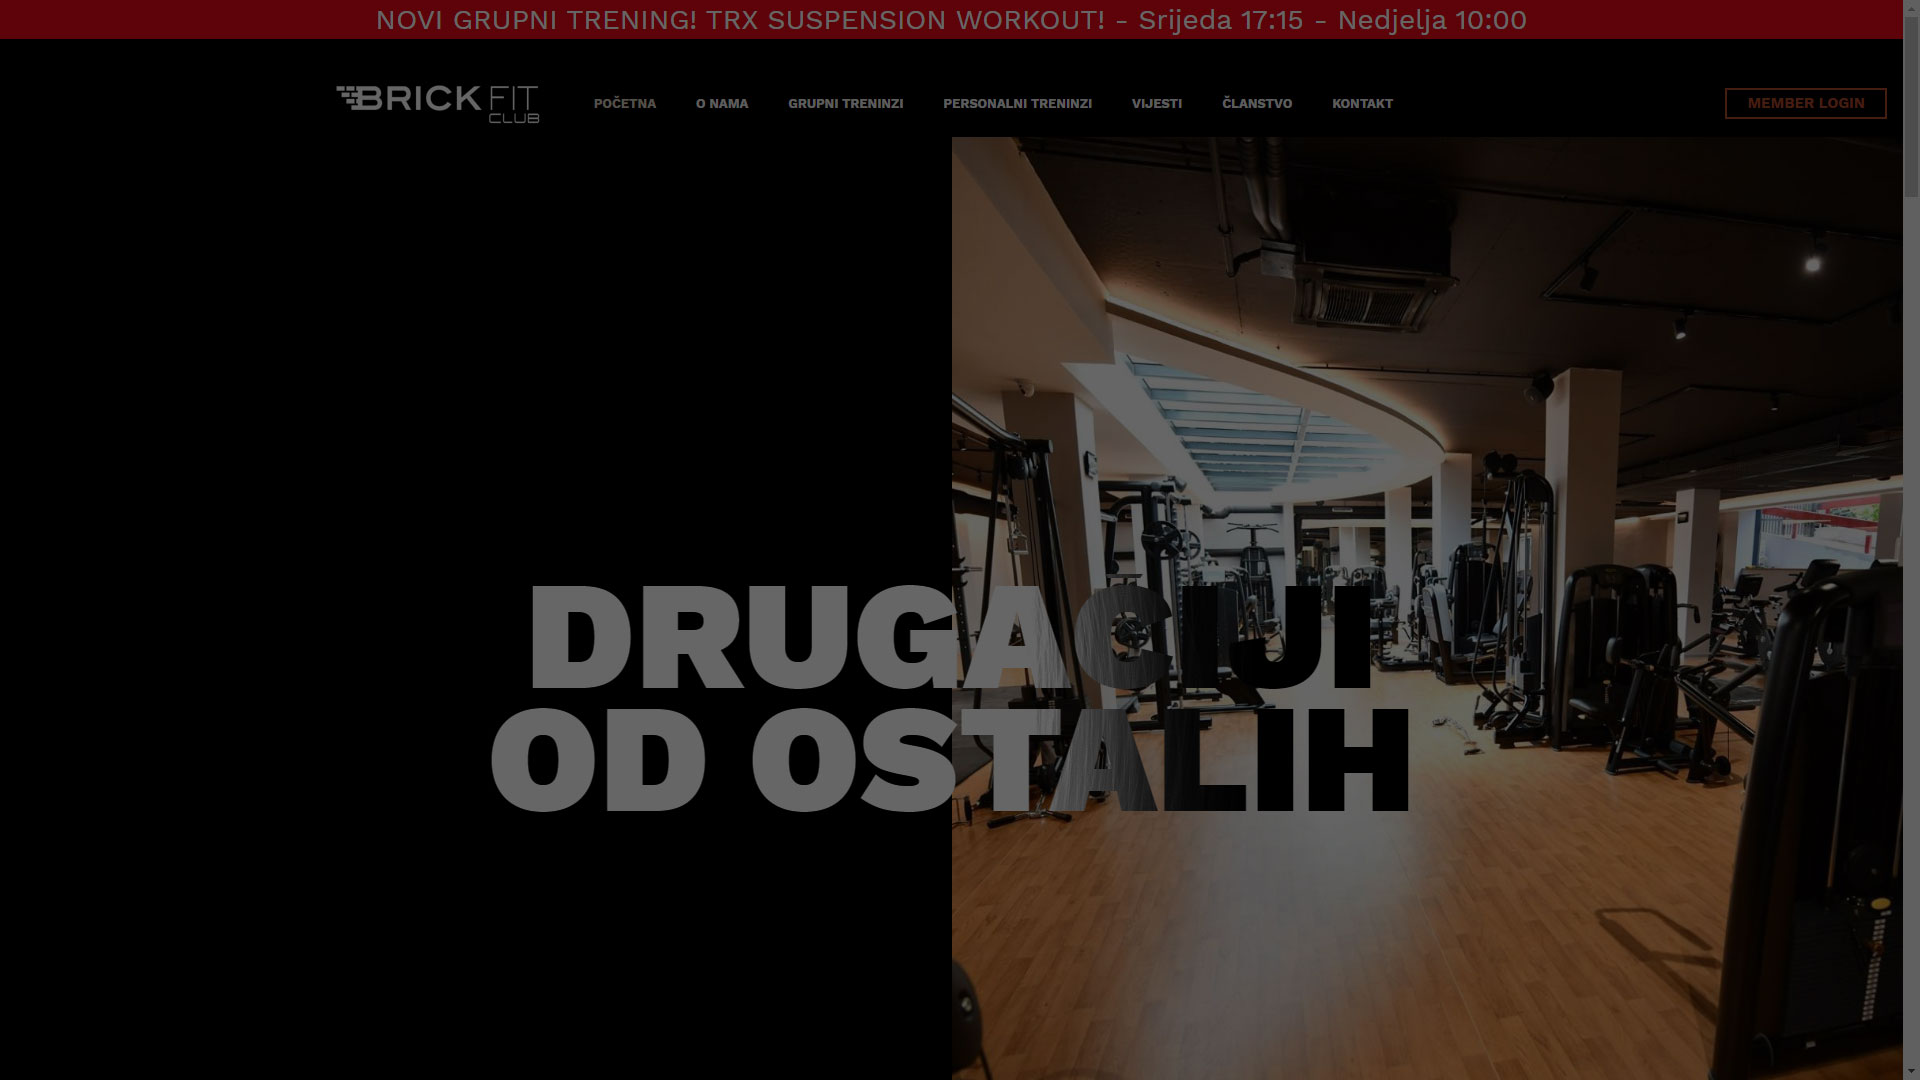 NOVI GRUPNI TRENING! TRX SUSPENSION WORKOUT! - Srijeda 17:15 - Nedjelja 10:00
BRICK FIT CLUB
POČETNA
O NAMA
GRUPNI TRENINZI
PERSONALNI TRENINZI
VIJESTI
ČLANSTVO
KONTAKT
MEMBER LOGIN
DRUGAČIJI
OD OSTALIH